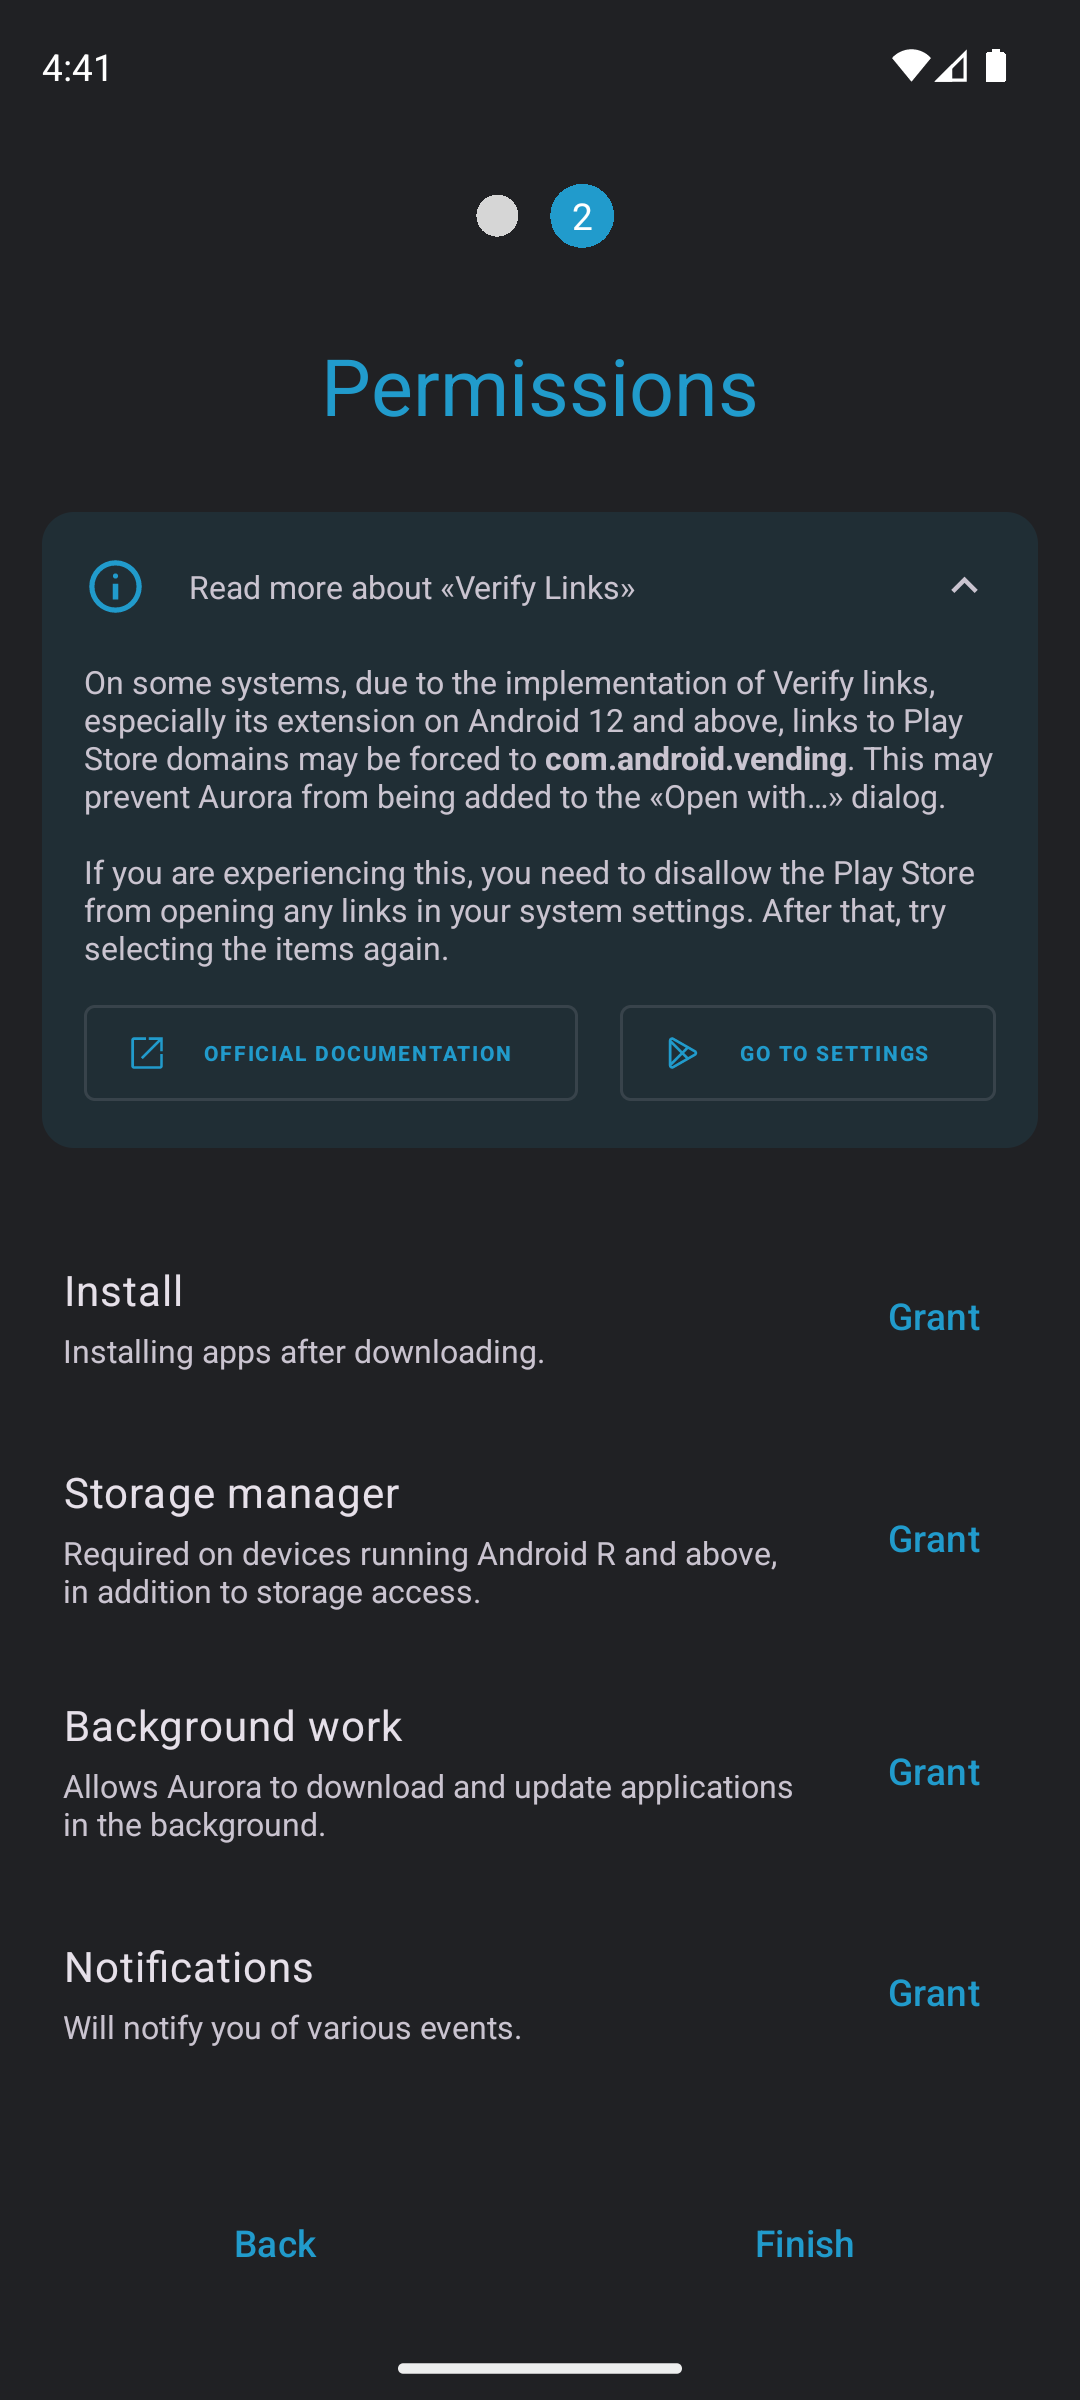 4:41
2
Permissions
Read more about «Verify Links»
On some systems, due to the implementation of Verify links,
especially its extension on Android 12 and above, links to Play
Store domains may be forced to com.android.vending. This may
prevent Aurora from being added to the «Open with…» dialog.
If you are experiencing this, you need to disallow the Play Store
from opening any links in your system settings. After that, try
selecting the items again.
OFFICIAL DOCUMENTATION
GO TO SETTINGS
Install
Installing apps after downloading.
Grant
Storage manager
Required on devices running Android R and above,
in addition to storage access.
Grant
Background work
Allows Aurora to download and update applications
in the background.
Grant
Notifications
Will notify you of various events.
Grant
Back
Finish